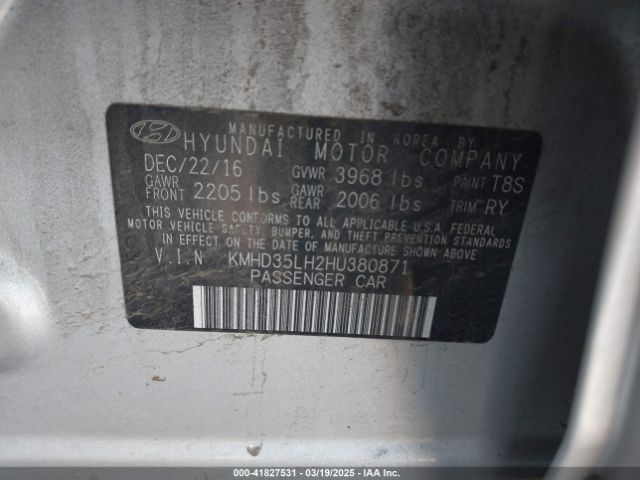 MANUFACTURED IN KOREA BY
HYUNDAI MOTOR COMPANY
DEC/22/16 GVWR 3968 lbs PAINT T8S
GAWR FRONT 2205 lbs GAWR REAR 2006 lbs TRIM RY
THIS VEHICLE CONFORMS TO ALL APPLICABLE U.S.A. FEDERAL
MOTOR VEHICLE SAFETY, BUMPER, AND THEFT PREVENTION STANDARDS
IN EFFECT ON THE DATE OF MANUFACTURE SHOWN ABOVE
V.I.N KMHD35LH2HU380871
PASSENGER CAR
000-41827531 - 03/19/2025 - IAA Inc.